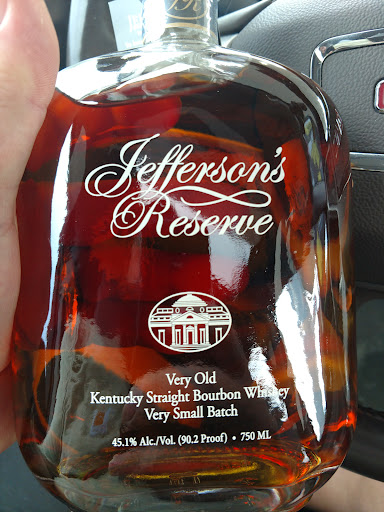 Jefferson's
Reserve
Very Old
Kentucky Straight Bourbon Whiskey
Very Small Batch
45.1% Alc./Vol. (90.2 Proof) • 750 ML